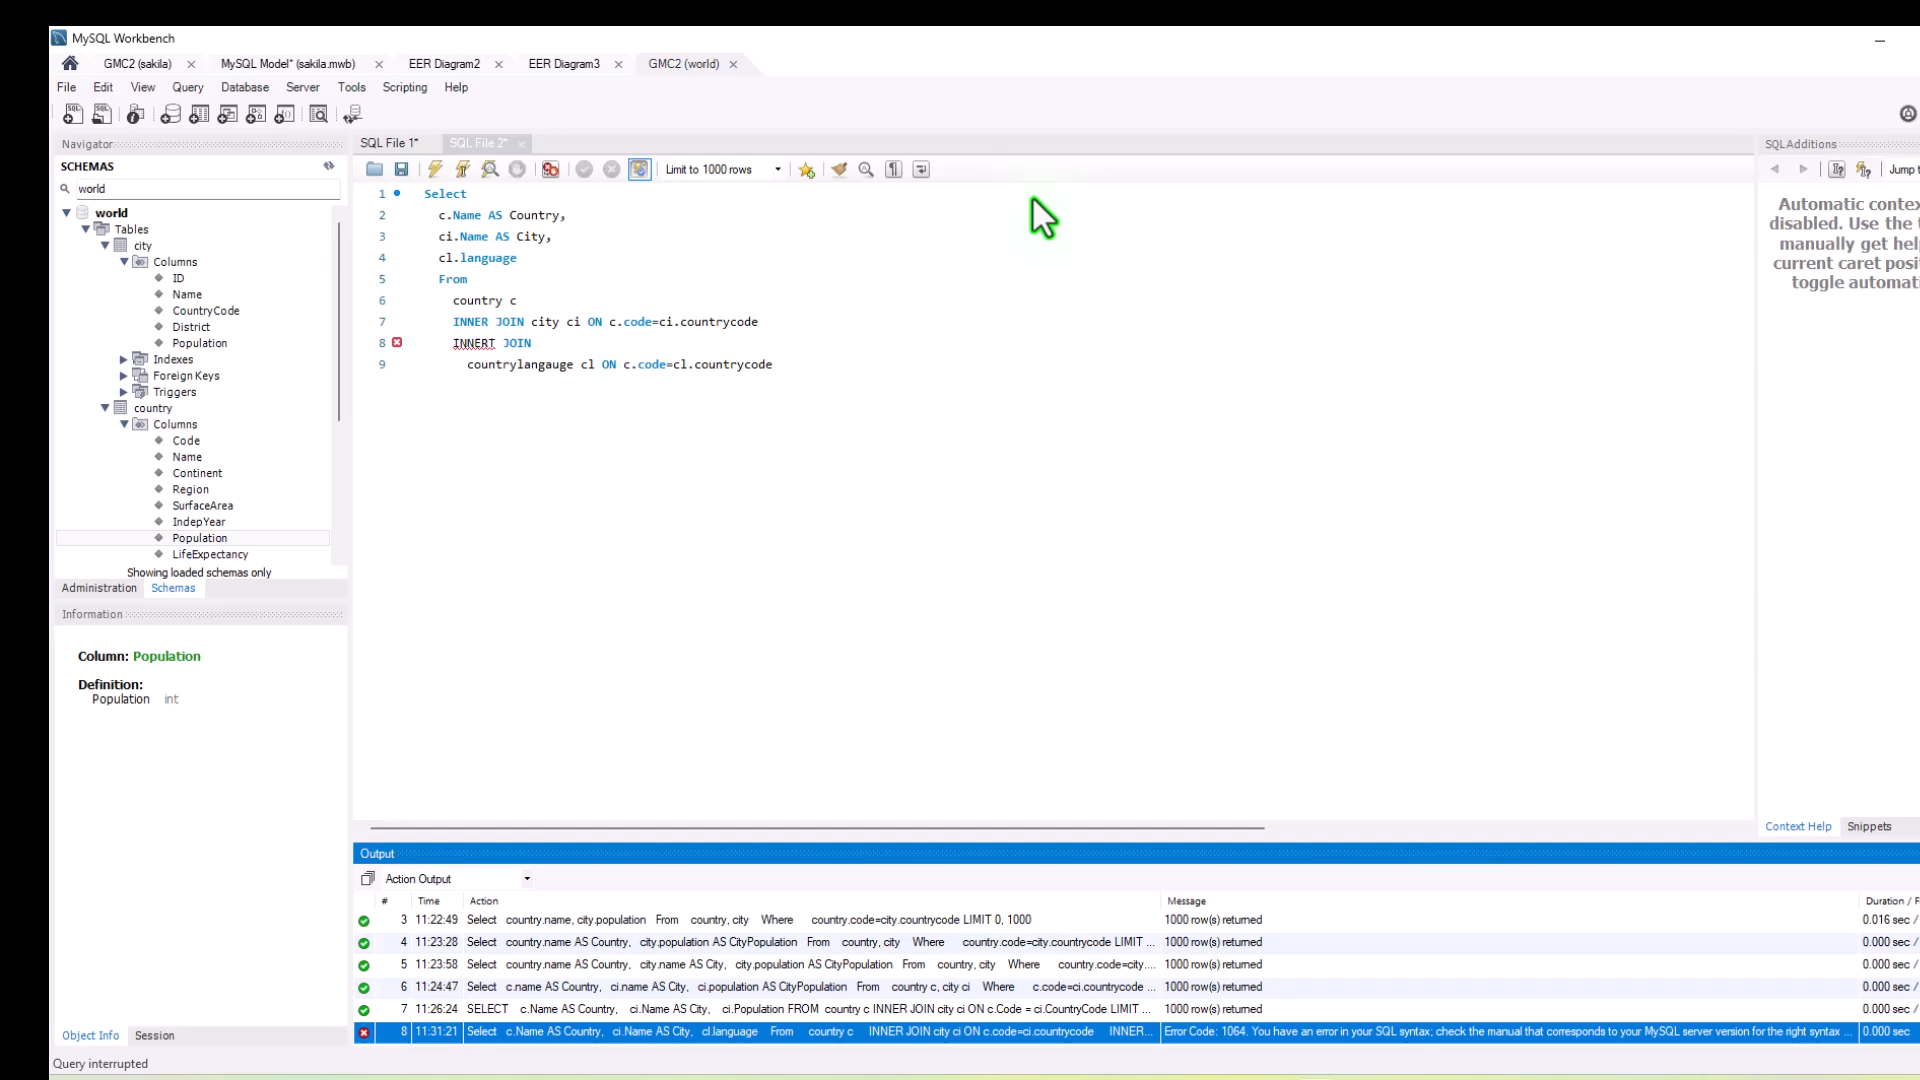 MySQL Workbench
GMC2 (sakila)
MySQL Model* (sakila.mwb)
EER Diagram2
EER Diagram3
GMC2 (world)
File Edit View Query Database Server Tools Scripting Help
Navigator
SCHEMAS
world
world
Tables
city
Columns
ID
Name
CountryCode
District
Population
Indexes
Foreign Keys
Triggers
country
Columns
Code
Name
Continent
Region
SurfaceArea
IndepYear
Population
LifeExpectancy
Showing loaded schemas only
Administration Schemas
Information
Column: Population
Definition:
Population int
Object Info Session
Query interrupted
SQL File 1*
SQL File 2*
Limit to 1000 rows
1 Select
2 c.Name AS Country,
3 ci.Name AS City,
4 cl.language
5 From
6 country c
7 INNER JOIN city ci ON c.code=ci.countrycode
8 INNERT JOIN
9 countrylangauge cl ON c.code=cl.countrycode
SQLAdditions
Jump t
Automatic contex
disabled. Use the t
manually get help
current caret posit
toggle automati
Context Help Snippets
Output
Action Output
# Time Action Message Duration / F
3 11:22:49 Select country.name, city.population From country, city Where country.code=city.countrycode LIMIT 0, 1000 1000 row(s) returned 0.016 sec /
4 11:23:28 Select country.name AS Country, city.population AS CityPopulation From country, city Where country.code=city.countrycode LIMIT ... 1000 row(s) returned 0.000 sec /
5 11:23:58 Select country.name AS Country, city.name AS City, city.population AS CityPopulation From country, city Where country.code=city.... 1000 row(s) returned 0.000 sec /
6 11:24:47 Select c.name AS Country, ci.name AS City, ci.population AS CityPopulation From country c, city ci Where c.code=ci.countrycode ... 1000 row(s) returned 0.000 sec /
7 11:26:24 SELECT c.Name AS Country, ci.Name AS City, ci.Population FROM country c INNER JOIN city ci ON c.Code = ci.CountryCode LIMIT ... 1000 row(s) returned 0.000 sec /
8 11:31:21 Select c.Name AS Country, ci.Name AS City, cl.language From country c INNER JOIN city ci ON c.code=ci.countrycode INNER... Error Code: 1064. You have an error in your SQL syntax; check the manual that corresponds to your MySQL server version for the right syntax ... 0.000 sec